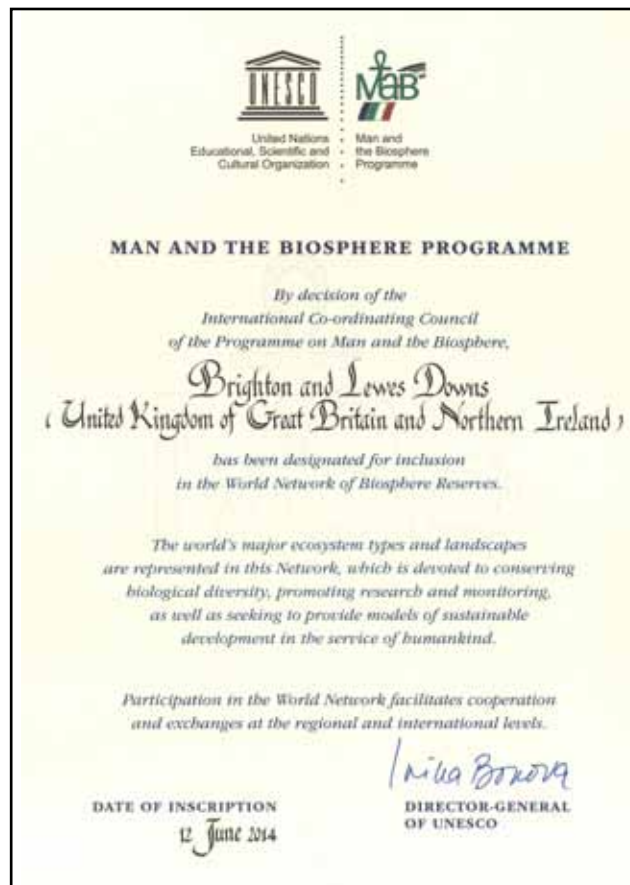 UNESCO
MaB
United Nations
Educational, Scientific and
Cultural Organization
Man and
the Biosphere
Programme
MAN AND THE BIOSPHERE PROGRAMME
By decision of the
International Co-ordinating Council
of the Programme on Man and the Biosphere,
Brighton and Lewes Downs
( United Kingdom of Great Britain and Northern Ireland )
has been designated for inclusion
in the World Network of Biosphere Reserves.
The world's major ecosystem types and landscapes
are represented in this Network, which is devoted to conserving
biological diversity, promoting research and monitoring,
as well as seeking to provide models of sustainable
development in the service of humankind.
Participation in the World Network facilitates cooperation
and exchanges at the regional and international levels.
Irina Bokova
DATE OF INSCRIPTION
12 June 2014
DIRECTOR-GENERAL
OF UNESCO